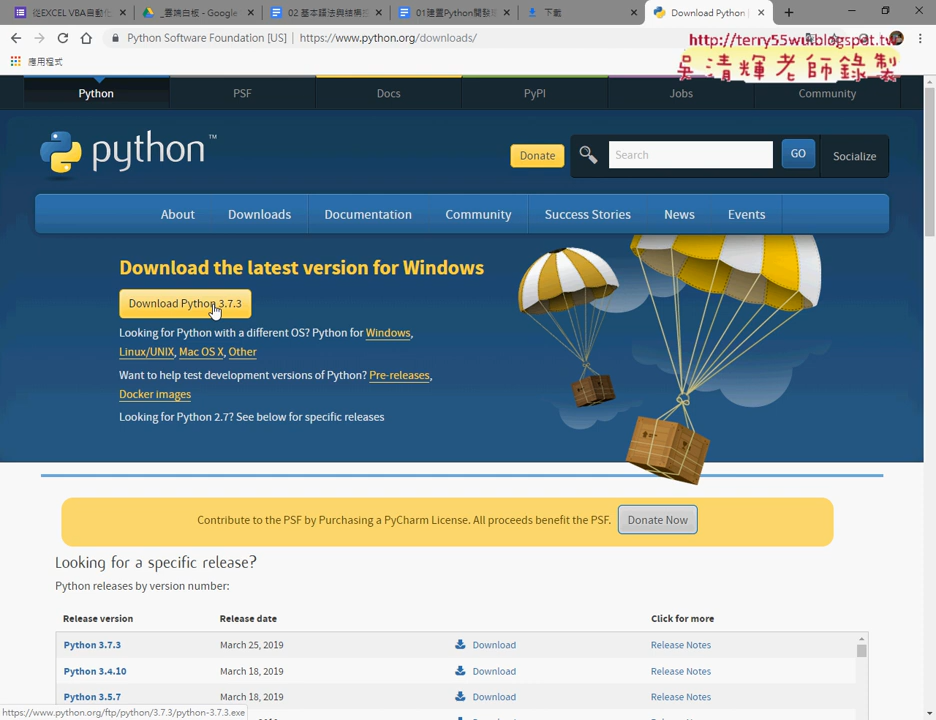 從EXCEL VBA自動化
_雲端白板 - Google
02 基本語法與結構
01建置Python開發環
下載
Download Python |
Python Software Foundation [US] | https://www.python.org/downloads/
http://terry55wu.blogspot.tw
吳清輝老師錄製
應用程式
Python
PSF
Docs
PyPI
Jobs
Community
python™
Donate
Search
GO
Socialize
About
Downloads
Documentation
Community
Success Stories
News
Events
Download the latest version for Windows
Download Python 3.7.3
Looking for Python with a different OS? Python for Windows,
Linux/UNIX, Mac OS X, Other
Want to help test development versions of Python? Pre-releases,
Docker images
Looking for Python 2.7? See below for specific releases
Contribute to the PSF by Purchasing a PyCharm License. All proceeds benefit the PSF.
Donate Now
Looking for a specific release?
Python releases by version number:
Release version Release date Click for more
Python 3.7.3 March 25, 2019 Download Release Notes
Python 3.4.10 March 18, 2019 Download Release Notes
Python 3.5.7 March 18, 2019 Download Release Notes
https://www.python.org/ftp/python/3.7.3/python-3.7.3.exe